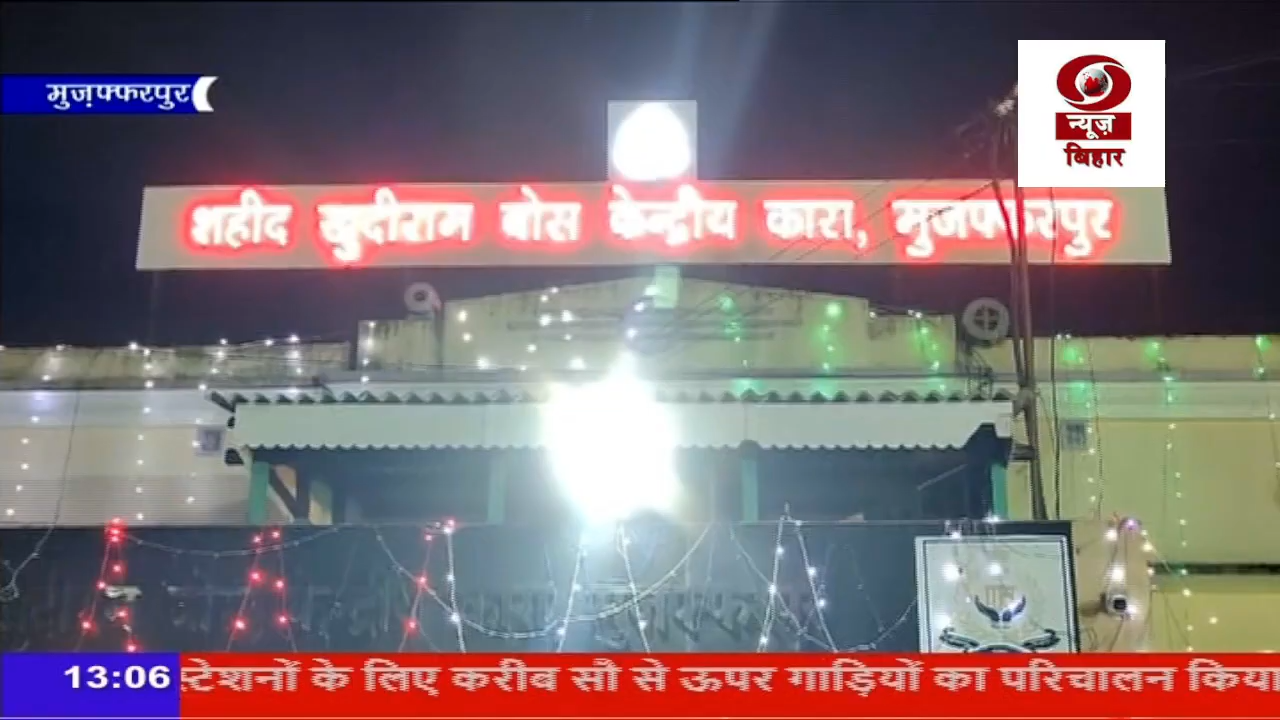 मुज़फ्फरपुर
न्यूज़
बिहार
शहीद खुदीराम बोस केन्द्रीय कारा, मुजफ्फरपुर
13:06
स्टेशनों के लिए करीब सौ से ऊपर गाड़ियों का परिचालन किया